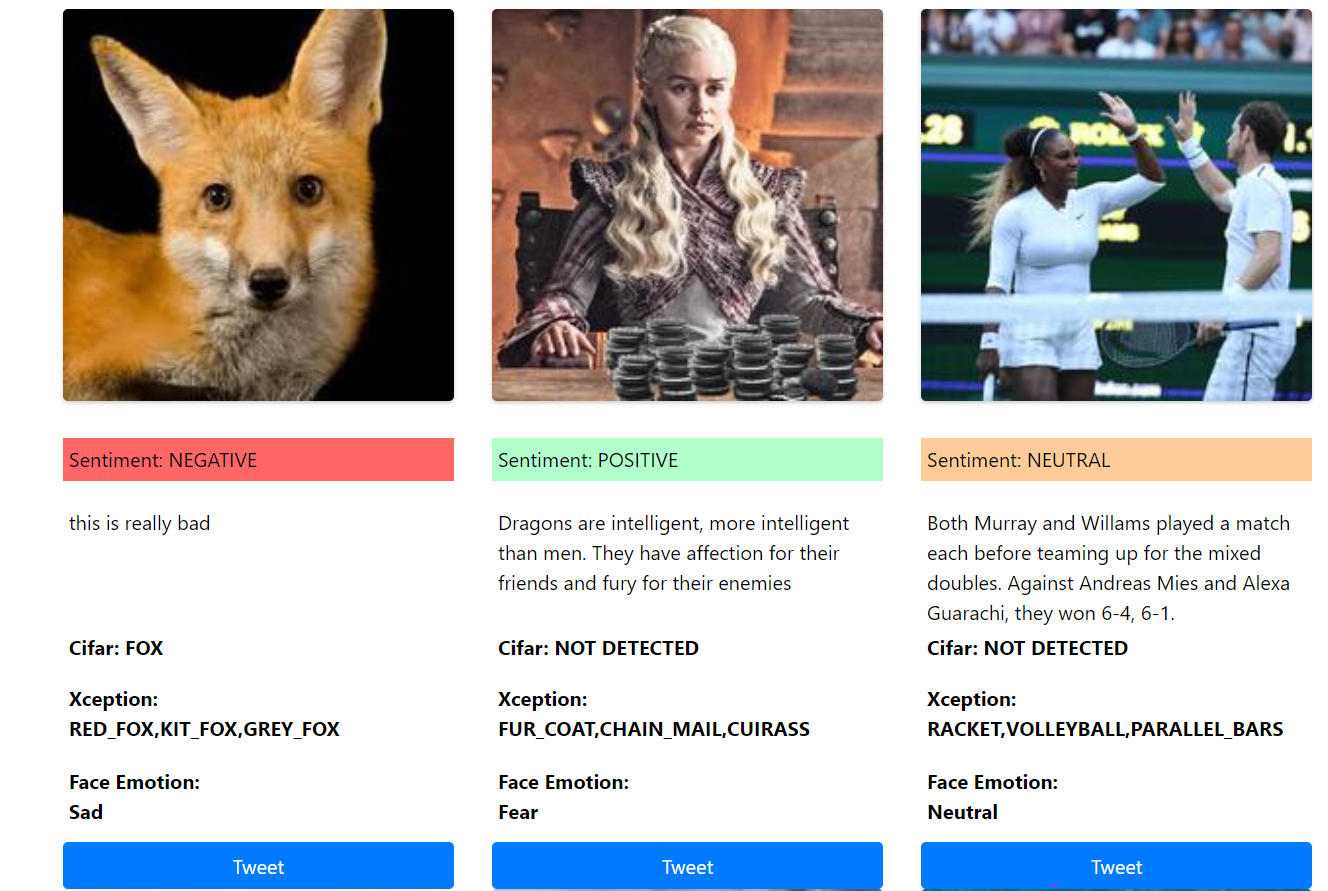 .28
ROLEX
Sentiment: NEGATIVE
this is really bad
Cifar: FOX
Xception:
RED_FOX,KIT_FOX,GREY_FOX
Face Emotion:
Sad
Tweet
Sentiment: POSITIVE
Dragons are intelligent, more intelligent
than men. They have affection for their
friends and fury for their enemies
Cifar: NOT DETECTED
Xception:
FUR_COAT,CHAIN_MAIL,CUIRASS
Face Emotion:
Fear
Tweet
Sentiment: NEUTRAL
Both Murray and Willams played a match
each before teaming up for the mixed
doubles. Against Andreas Mies and Alexa
Guarachi, they won 6-4, 6-1.
Cifar: NOT DETECTED
Xception:
RACKET,VOLLEYBALL,PARALLEL_BARS
Face Emotion:
Neutral
Tweet